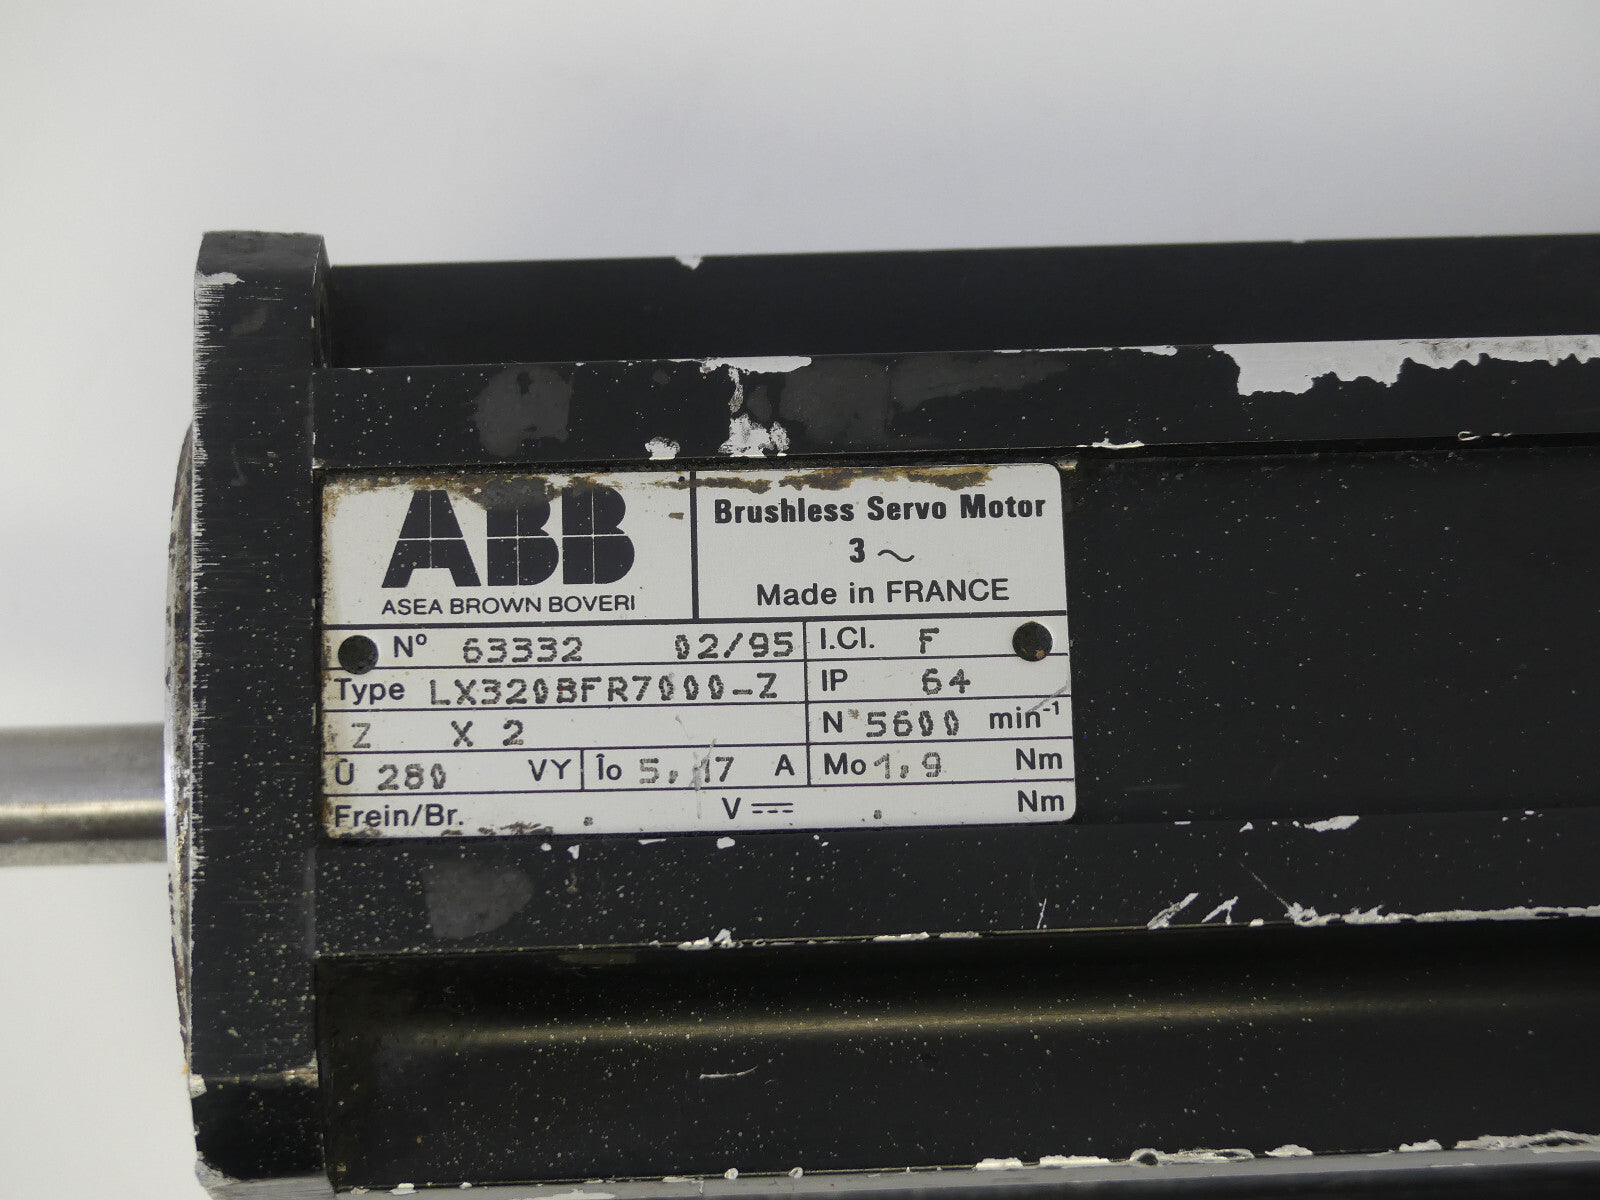 ABB
ASEA BROWN BOVERI
Brushless Servo Motor
3 ~
Made in FRANCE
N° 63332 02/95
I.Cl. F
Type LX320BFR7000-Z
IP 64
Z X 2
N 5600 min⁻¹
Û 280 VY
Îo 5,17 A
Mo 1,9 Nm
Frein/Br. V ⎓ Nm